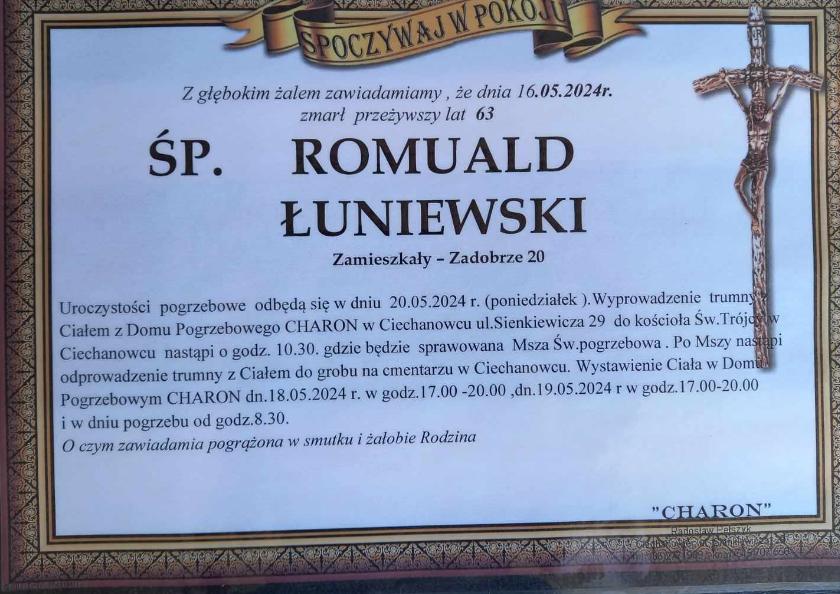 SPOCZYWAJ W POKOJU
Z głębokim żalem zawiadamiamy , że dnia 16.05.2024r.
zmarł przeżywszy lat 63
ŚP. ROMUALD
ŁUNIEWSKI
Zamieszkały – Zadobrze 20
Uroczystości pogrzebowe odbędą się w dniu 20.05.2024 r. (poniedziałek ).Wyprowadzenie trumny z
Ciałem z Domu Pogrzebowego CHARON w Ciechanowcu ul.Sienkiewicza 29 do kościoła Św.Trójcy w
Ciechanowcu nastąpi o godz. 10.30. gdzie będzie sprawowana Msza Św.pogrzebowa . Po Mszy nastąpi
odprowadzenie trumny z Ciałem do grobu na cmentarzu w Ciechanowcu. Wystawienie Ciała w Domu
Pogrzebowym CHARON dn.18.05.2024 r. w godz.17.00 -20.00 ,dn.19.05.2024 r w godz.17.00-20.00
i w dniu pogrzebu od godz.8.30.
O czym zawiadamia pogrążona w smutku i żałobie Rodzina
"CHARON"
Radosław Pełszyk